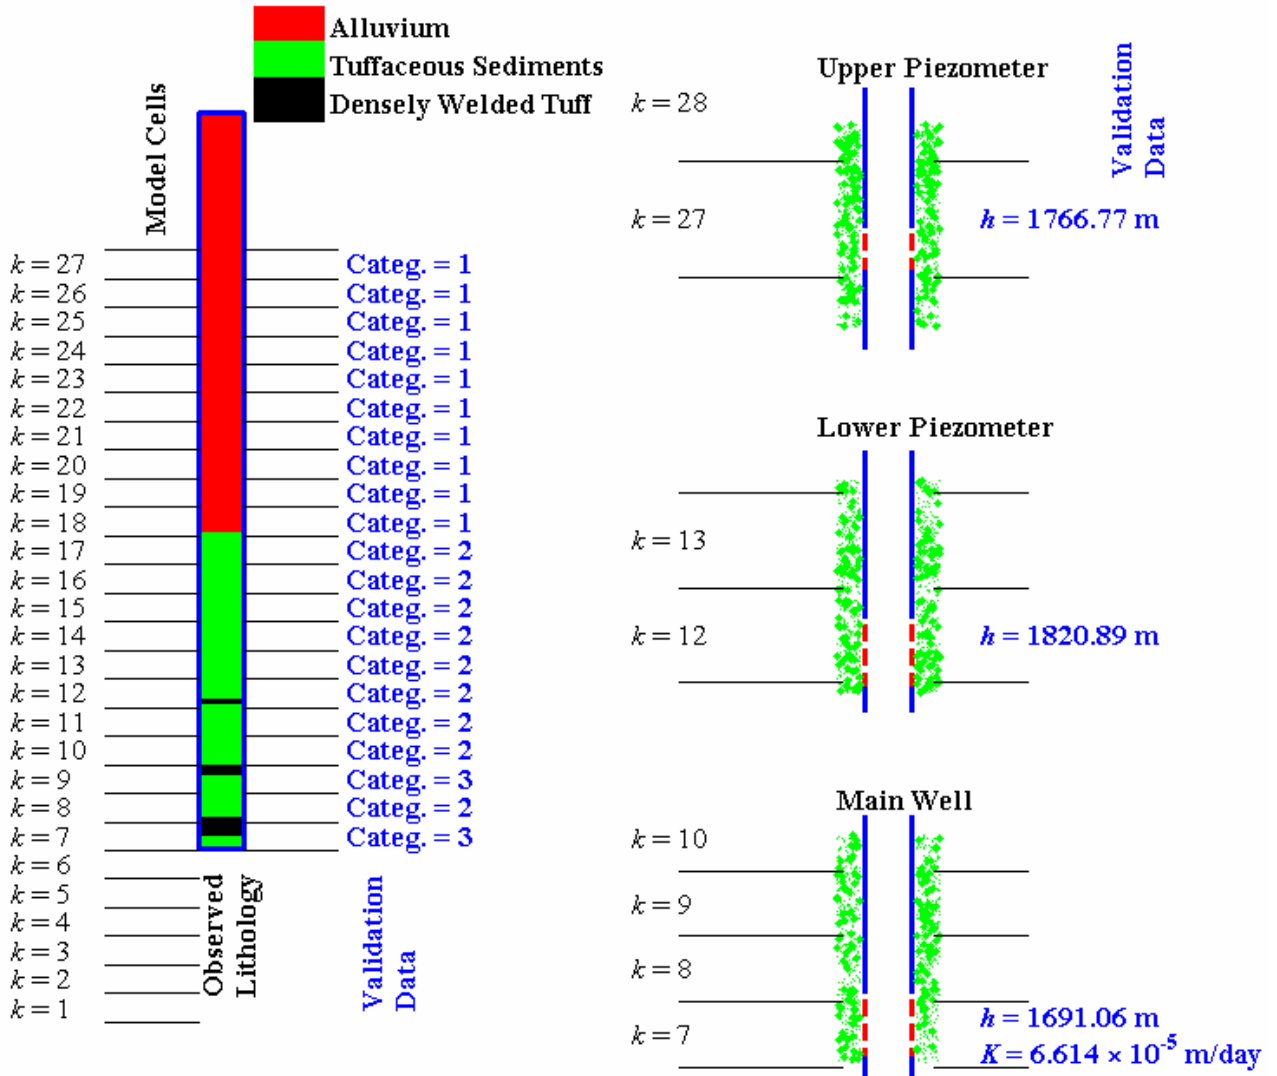 Alluvium
Tuffaceous Sediments
Densely Welded Tuff
Model Cells
k = 27 Categ. = 1
k = 26 Categ. = 1
k = 25 Categ. = 1
k = 24 Categ. = 1
k = 23 Categ. = 1
k = 22 Categ. = 1
k = 21 Categ. = 1
k = 20 Categ. = 1
k = 19 Categ. = 1
k = 18 Categ. = 1
k = 17 Categ. = 2
k = 16 Categ. = 2
k = 15 Categ. = 2
k = 14 Categ. = 2
k = 13 Categ. = 2
k = 12 Categ. = 2
k = 11 Categ. = 2
k = 10 Categ. = 2
k = 9 Categ. = 3
k = 8 Categ. = 2
k = 7 Categ. = 3
k = 6
k = 5
k = 4
k = 3
k = 2
k = 1
Observed
Lithology
Validation
Data
Upper Piezometer
Validation
Data
k = 28
k = 27 h = 1766.77 m
Lower Piezometer
k = 13
k = 12 h = 1820.89 m
Main Well
k = 10
k = 9
k = 8
k = 7
h = 1691.06 m
K = 6.614 × 10⁻⁵ m/day